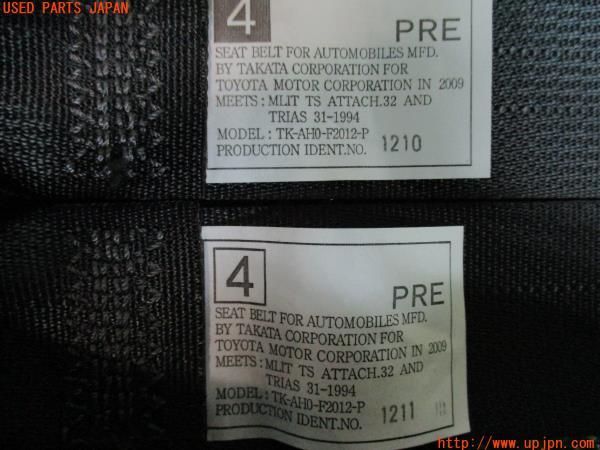 USED PARTS JAPAN
4
PRE
SEAT BELT FOR AUTOMOBILES MFD.
BY TAKATA CORPORATION FOR
TOYOTA MOTOR CORPORATION IN 2009
MEETS : MLIT TS ATTACH.32 AND
TRIAS 31-1994
MODEL : TK-AH0-F2012-P
PRODUCTION IDENT.NO. 1210
4
PRE
SEAT BELT FOR AUTOMOBILES MFD.
BY TAKATA CORPORATION FOR
TOYOTA MOTOR CORPORATION IN 2009
MEETS : MLIT TS ATTACH.32 AND
TRIAS 31-1994
MODEL : TK-AH0-F2012-P
PRODUCTION IDENT.NO. 1211
http://www.upjpn.com/